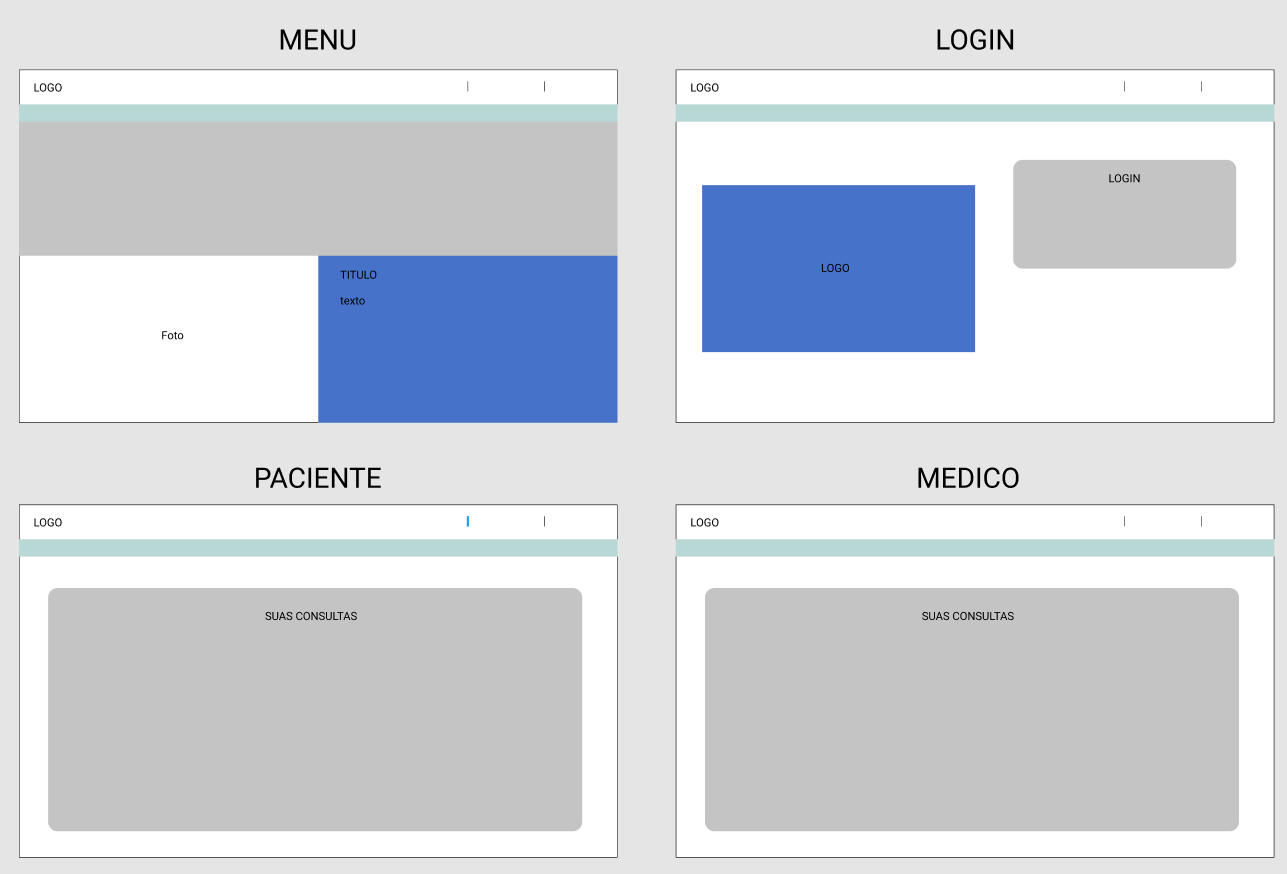 MENU
LOGO
Foto
TITULO
texto
LOGIN
LOGO
LOGO
LOGIN
PACIENTE
LOGO
SUAS CONSULTAS
MEDICO
LOGO
SUAS CONSULTAS